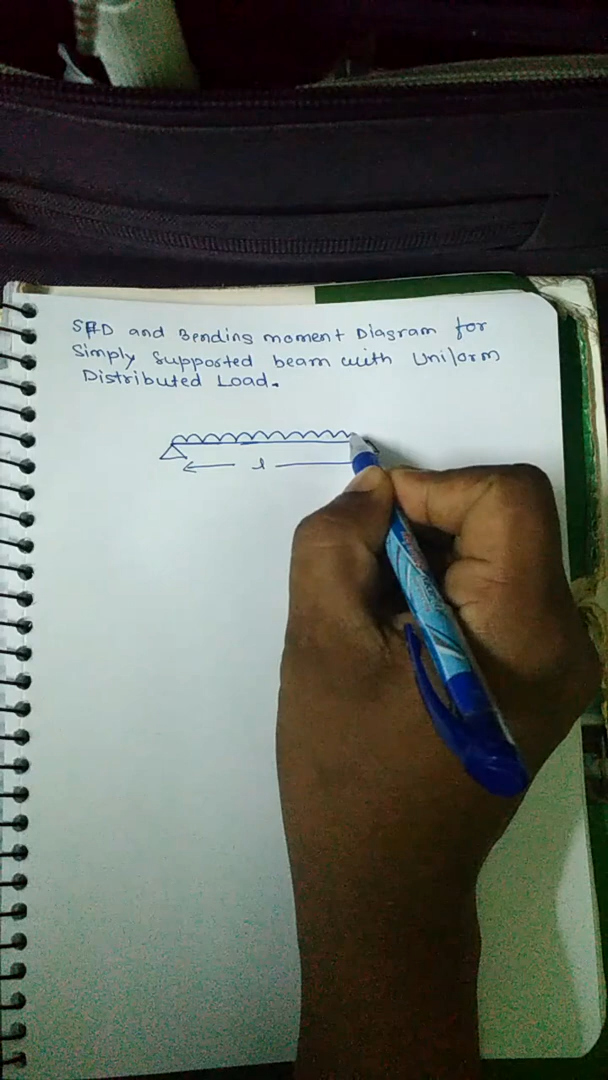 SFD and Bending moment Diagram for
Simply Supported beam with Uniform
Distributed Load.
l